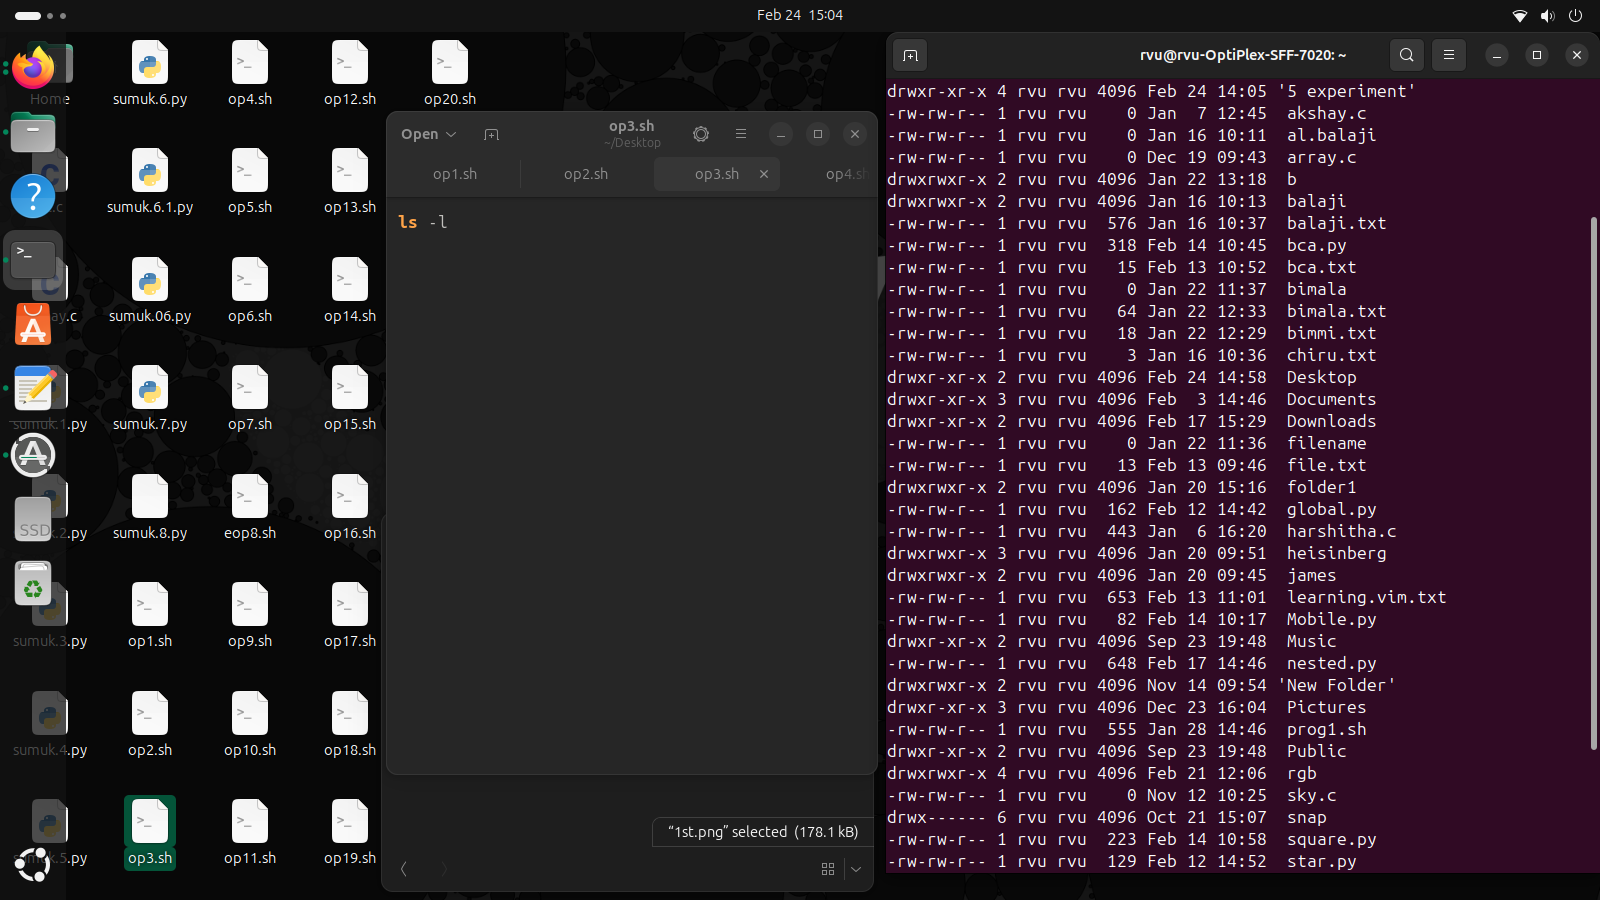 Feb 24 15:04
Home
sumuk.6.py
op4.sh
op12.sh
op20.sh
sumuk.6.1.py
op5.sh
op13.sh
sumuk.06.py
op6.sh
op14.sh
sumuk.1.py
sumuk.7.py
op7.sh
op15.sh
sumuk.8.py
eop8.sh
op16.sh
SSD
sumuk.3.py
op1.sh
op9.sh
op17.sh
sumuk.4.py
op2.sh
op10.sh
op18.sh
op3.sh
op11.sh
op19.sh
Open
op3.sh
~/Desktop
op1.sh
op2.sh
op3.sh
op4.sh
ls -l
"1st.png" selected (178.1 kB)
rvu@rvu-OptiPlex-SFF-7020: ~
drwxr-xr-x 4 rvu rvu 4096 Feb 24 14:05 '5 experiment'
-rw-rw-r-- 1 rvu rvu    0 Jan  7 12:45  akshay.c
-rw-rw-r-- 1 rvu rvu    0 Jan 16 10:11  al.balaji
-rw-rw-r-- 1 rvu rvu    0 Dec 19 09:43  array.c
drwxrwxr-x 2 rvu rvu 4096 Jan 22 13:18  b
drwxrwxr-x 2 rvu rvu 4096 Jan 16 10:13  balaji
-rw-rw-r-- 1 rvu rvu  576 Jan 16 10:37  balaji.txt
-rw-rw-r-- 1 rvu rvu  318 Feb 14 10:45  bca.py
-rw-rw-r-- 1 rvu rvu   15 Feb 13 10:52  bca.txt
-rw-rw-r-- 1 rvu rvu    0 Jan 22 11:37  bimala
-rw-rw-r-- 1 rvu rvu   64 Jan 22 12:33  bimala.txt
-rw-rw-r-- 1 rvu rvu   18 Jan 22 12:29  bimmi.txt
-rw-rw-r-- 1 rvu rvu    3 Jan 16 10:36  chiru.txt
drwxr-xr-x 2 rvu rvu 4096 Feb 24 14:58  Desktop
drwxr-xr-x 3 rvu rvu 4096 Feb  3 14:46  Documents
drwxr-xr-x 2 rvu rvu 4096 Feb 17 15:29  Downloads
-rw-rw-r-- 1 rvu rvu    0 Jan 22 11:36  filename
-rw-rw-r-- 1 rvu rvu   13 Feb 13 09:46  file.txt
drwxrwxr-x 2 rvu rvu 4096 Jan 20 15:16  folder1
-rw-rw-r-- 1 rvu rvu  162 Feb 12 14:42  global.py
-rw-rw-r-- 1 rvu rvu  443 Jan  6 16:20  harshitha.c
drwxrwxr-x 3 rvu rvu 4096 Jan 20 09:51  heisinberg
drwxrwxr-x 2 rvu rvu 4096 Jan 20 09:45  james
-rw-rw-r-- 1 rvu rvu  653 Feb 13 11:01  learning.vim.txt
-rw-rw-r-- 1 rvu rvu   82 Feb 14 10:17  Mobile.py
drwxr-xr-x 2 rvu rvu 4096 Sep 23 19:48  Music
-rw-rw-r-- 1 rvu rvu  648 Feb 17 14:46  nested.py
drwxrwxr-x 2 rvu rvu 4096 Nov 14 09:54 'New Folder'
drwxr-xr-x 3 rvu rvu 4096 Dec 23 16:04  Pictures
-rw-rw-r-- 1 rvu rvu  555 Jan 28 14:46  prog1.sh
drwxr-xr-x 2 rvu rvu 4096 Sep 23 19:48  Public
drwxrwxr-x 4 rvu rvu 4096 Feb 21 12:06  rgb
-rw-rw-r-- 1 rvu rvu    0 Nov 12 10:25  sky.c
drwx------ 6 rvu rvu 4096 Oct 21 15:07  snap
-rw-rw-r-- 1 rvu rvu  223 Feb 14 10:58  square.py
-rw-rw-r-- 1 rvu rvu  129 Feb 12 14:52  star.py